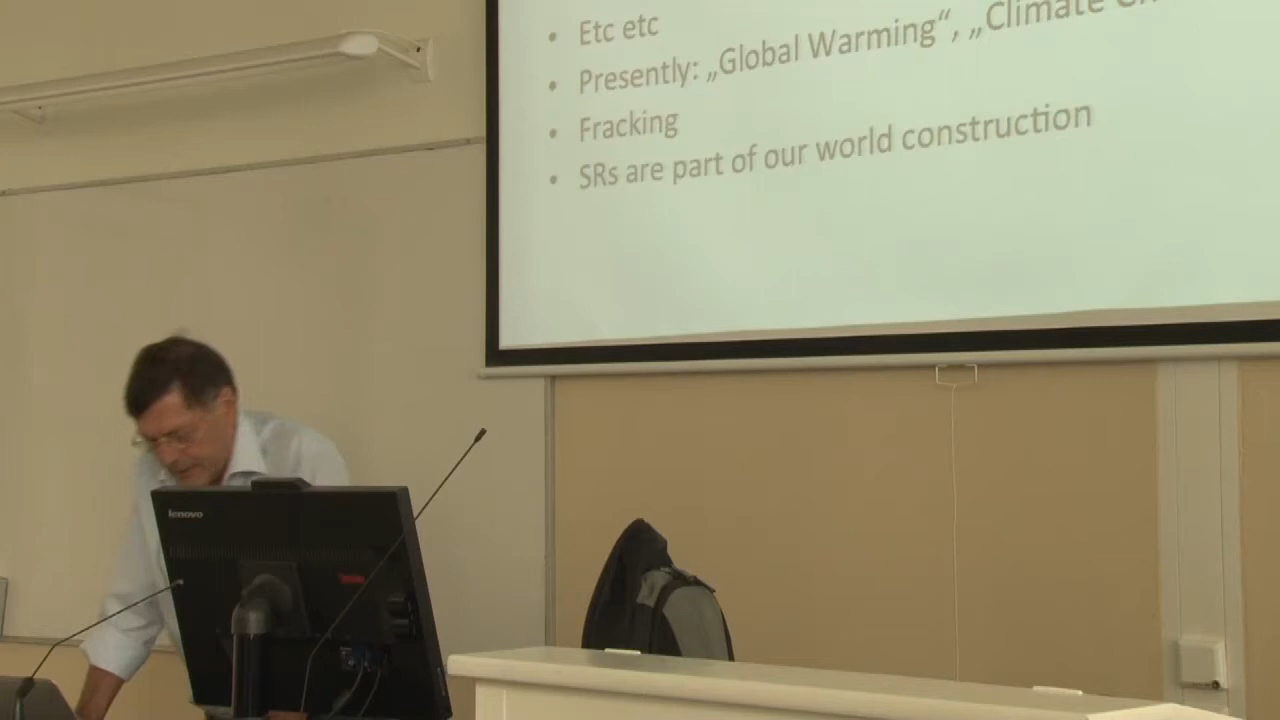 • Etc etc
• Presently: „Global Warming“, „Climate
• Fracking
• SRs are part of our world construction
lenovo